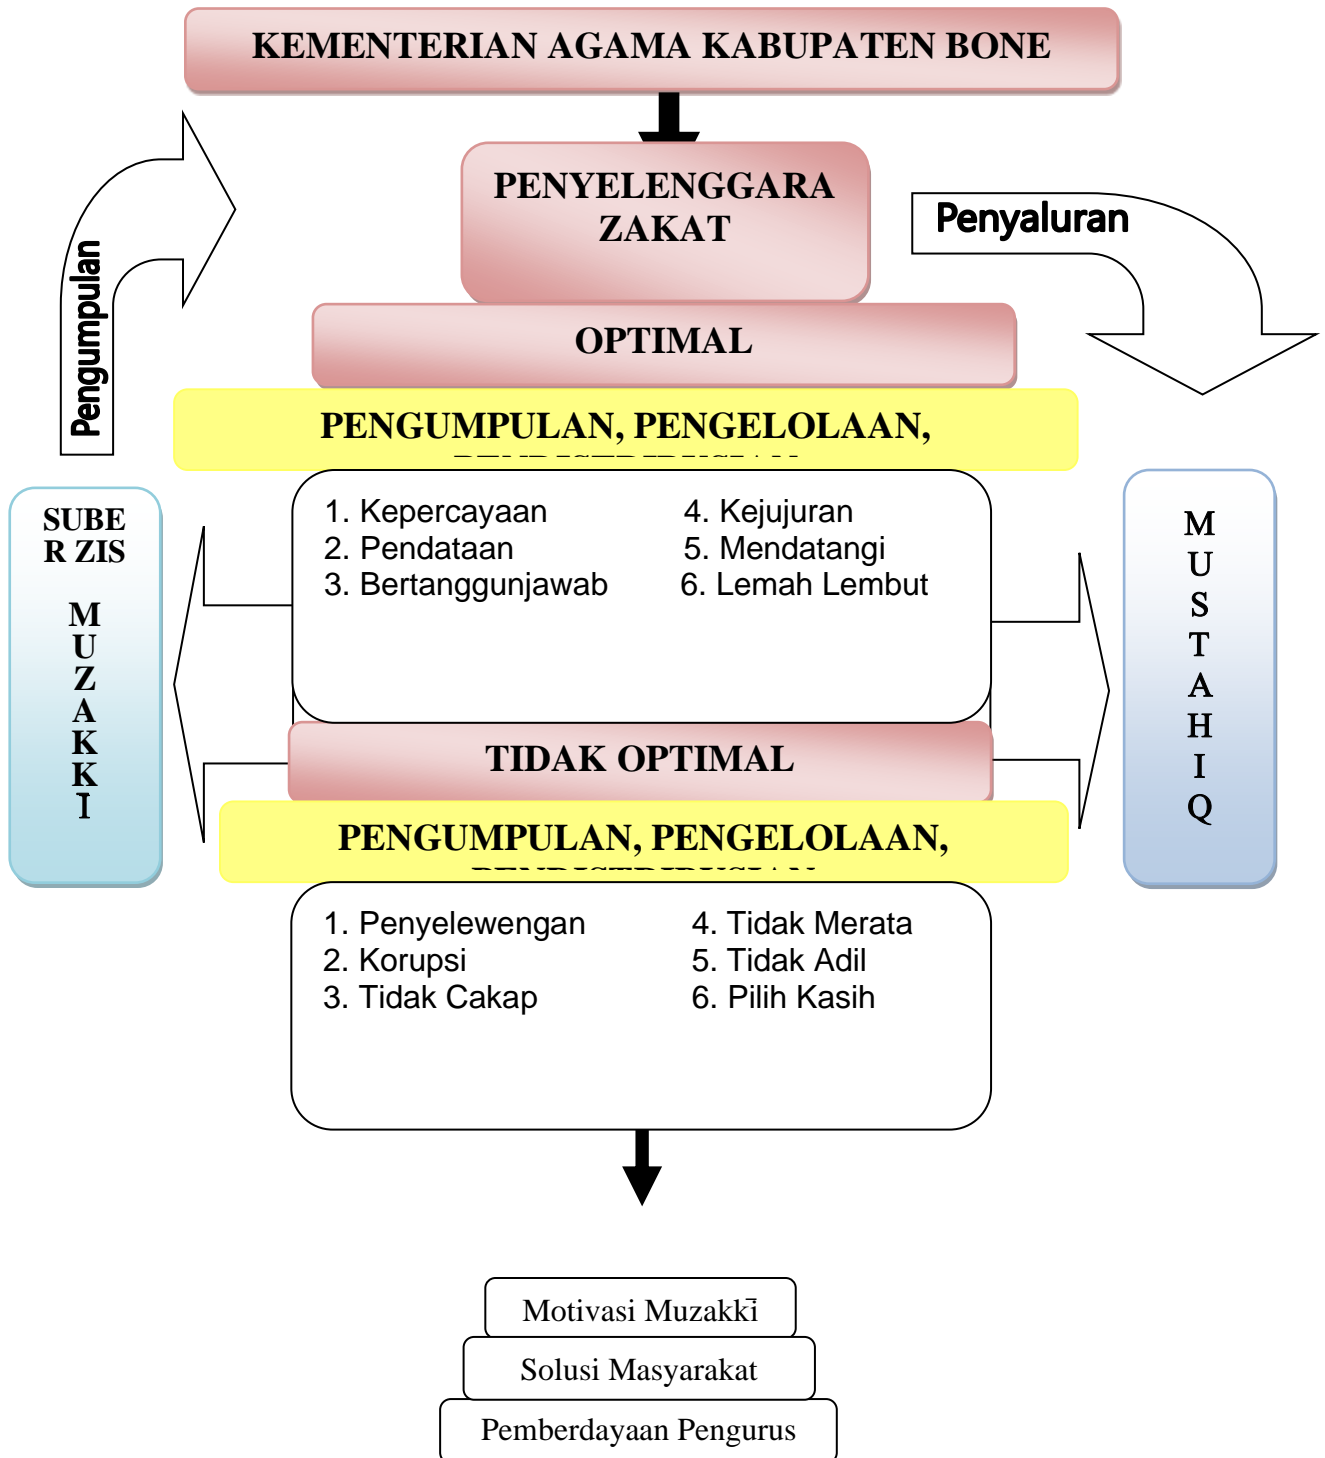 KEMENTERIAN AGAMA KABUPATEN BONE
PENYELENGGARA
ZAKAT
Pengumpulan
Penyaluran
OPTIMAL
PENGUMPULAN, PENGELOLAAN,
PENDISTRIBUSIAN
SUBE
R ZIS
M
U
Z
A
K
K
Ī
1. Kepercayaan 4. Kejujuran
2. Pendataan 5. Mendatangi
3. Bertanggunjawab 6. Lemah Lembut
M
U
S
T
A
H
I
Q
TIDAK OPTIMAL
PENGUMPULAN, PENGELOLAAN,
PENDISTRIBUSIAN
1. Penyelewengan 4. Tidak Merata
2. Korupsi 5. Tidak Adil
3. Tidak Cakap 6. Pilih Kasih
Motivasi Muzakkī
Solusi Masyarakat
Pemberdayaan Pengurus